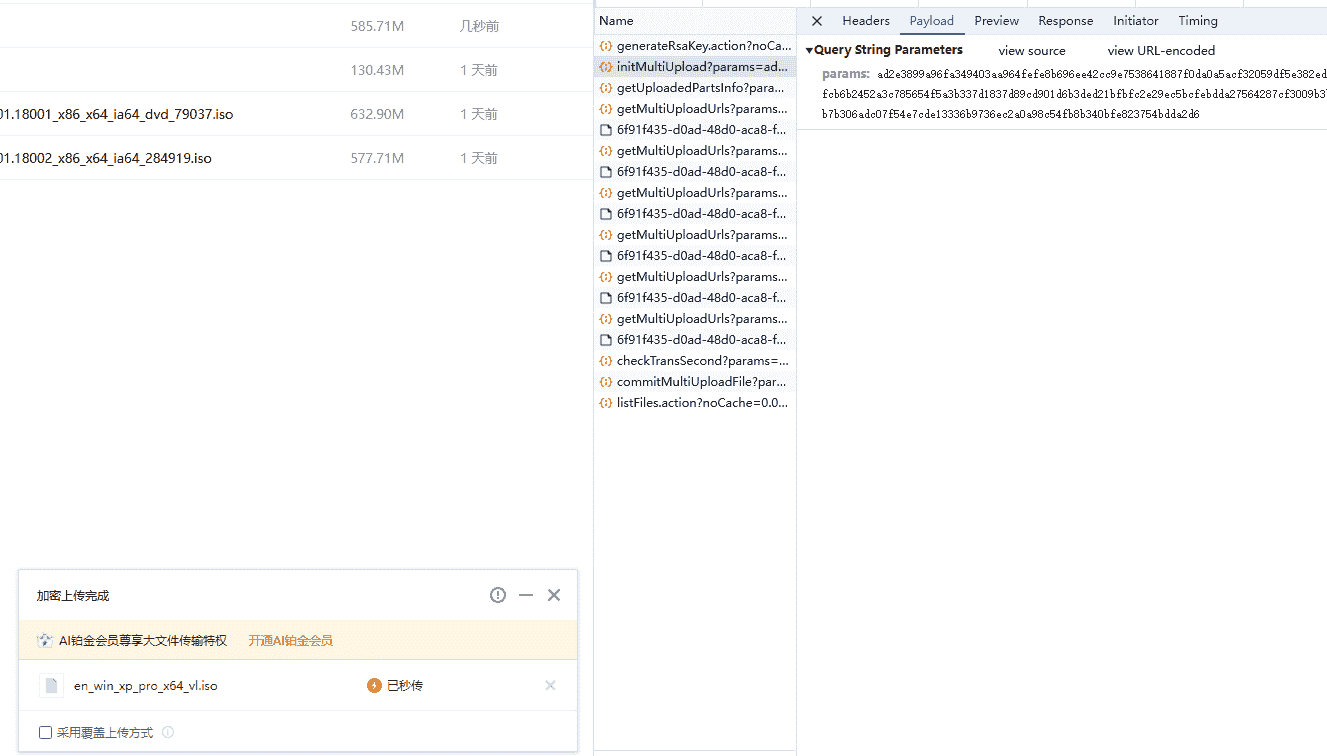 585.71M 几秒前
130.43M 1 天前
01.18001_x86_x64_ia64_dvd_79037.iso 632.90M 1 天前
01.18002_x86_x64_ia64_284919.iso 577.71M 1 天前
加密上传完成
AI铂金会员尊享大文件传输特权 开通AI铂金会员
en_win_xp_pro_x64_vl.iso 已秒传
采用覆盖上传方式
Name
generateRsaKey.action?noCa...
initMultiUpload?params=ad...
getUploadedPartsInfo?para...
getMultiUploadUrls?params...
6f91f435-d0ad-48d0-aca8-f...
getMultiUploadUrls?params...
6f91f435-d0ad-48d0-aca8-f...
getMultiUploadUrls?params...
6f91f435-d0ad-48d0-aca8-f...
getMultiUploadUrls?params...
6f91f435-d0ad-48d0-aca8-f...
getMultiUploadUrls?params...
6f91f435-d0ad-48d0-aca8-f...
getMultiUploadUrls?params...
6f91f435-d0ad-48d0-aca8-f...
checkTransSecond?params=...
commitMultiUploadFile?par...
listFiles.action?noCache=0.0...
Headers Payload Preview Response Initiator Timing
Query String Parameters view source view URL-encoded
params: ad2e3899a96fa349403aa964fefe8b696ee42cc9e7538641887f0da0a5acf32059df5e382ed
fcb6b2452a3c785654f5a3b337d1837d89cd901d6b3ded21bfbfc2e29ec5bcfebdda27564287cf3009b3
b7b306adc07f54e7cde13336b9736ec2a0a98c54fb8b340bfe823754bdda2d6